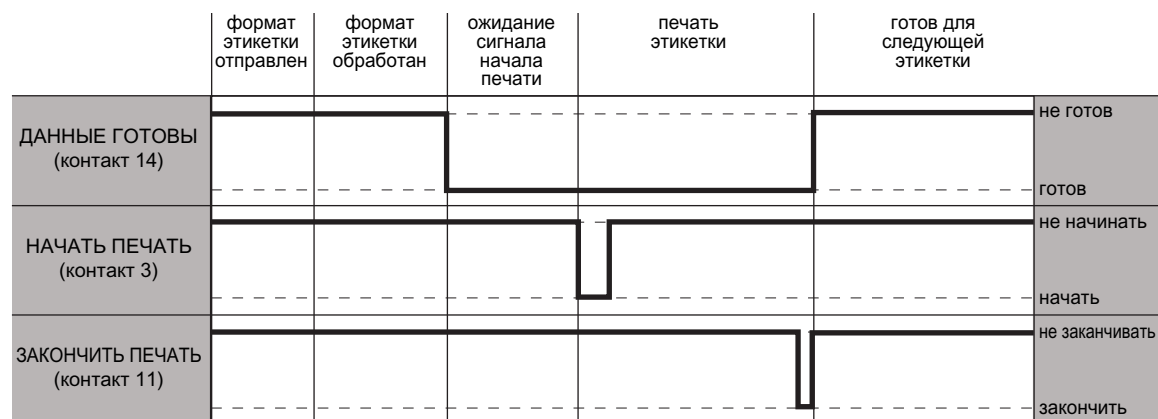 формат
этикетки
отправлен
формат
этикетки
обработан
ожидание
сигнала
начала
печати
печать
этикетки
готов для
следующей
этикетки
ДАННЫЕ ГОТОВЫ
(контакт 14)
не готов
готов
НАЧАТЬ ПЕЧАТЬ
(контакт 3)
не начинать
начать
ЗАКОНЧИТЬ ПЕЧАТЬ
(контакт 11)
не заканчивать
закончить